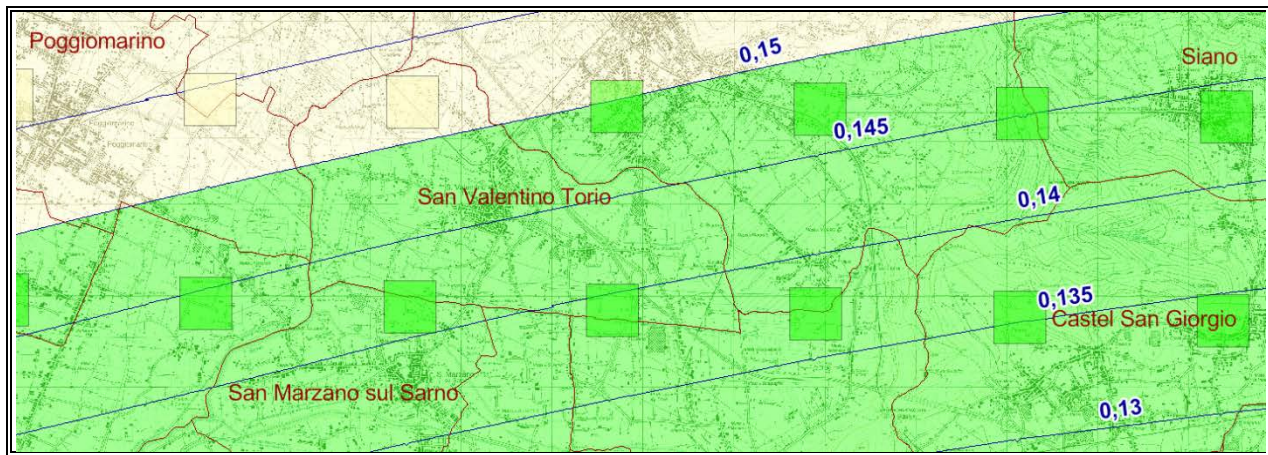 Poggiomarino
0,15
Siano
0,145
San Valentino Torio
0,14
0,135
Castel San Giorgio
San Marzano sul Sarno
0,13